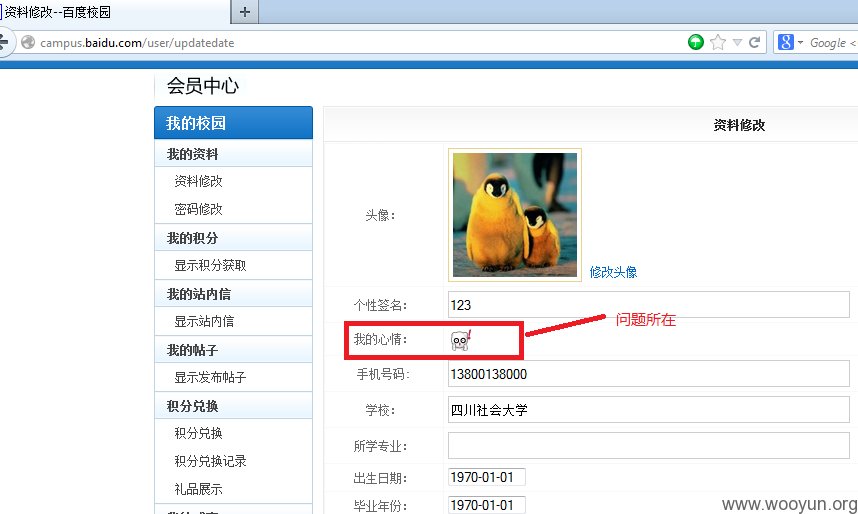 资料修改--百度校园
campus.baidu.com/user/updatedate
Google <
会员中心
我的校园
我的资料
资料修改
密码修改
我的积分
显示积分获取
我的站内信
显示站内信
我的帖子
显示发布帖子
积分兑换
积分兑换
积分兑换记录
礼品展示
资料修改
头像：
修改头像
个性签名： 123
我的心情：
问题所在
手机号码： 13800138000
学校： 四川社会大学
所学专业：
出生日期： 1970-01-01
毕业年份： 1970-01-01
www.wooyun.org